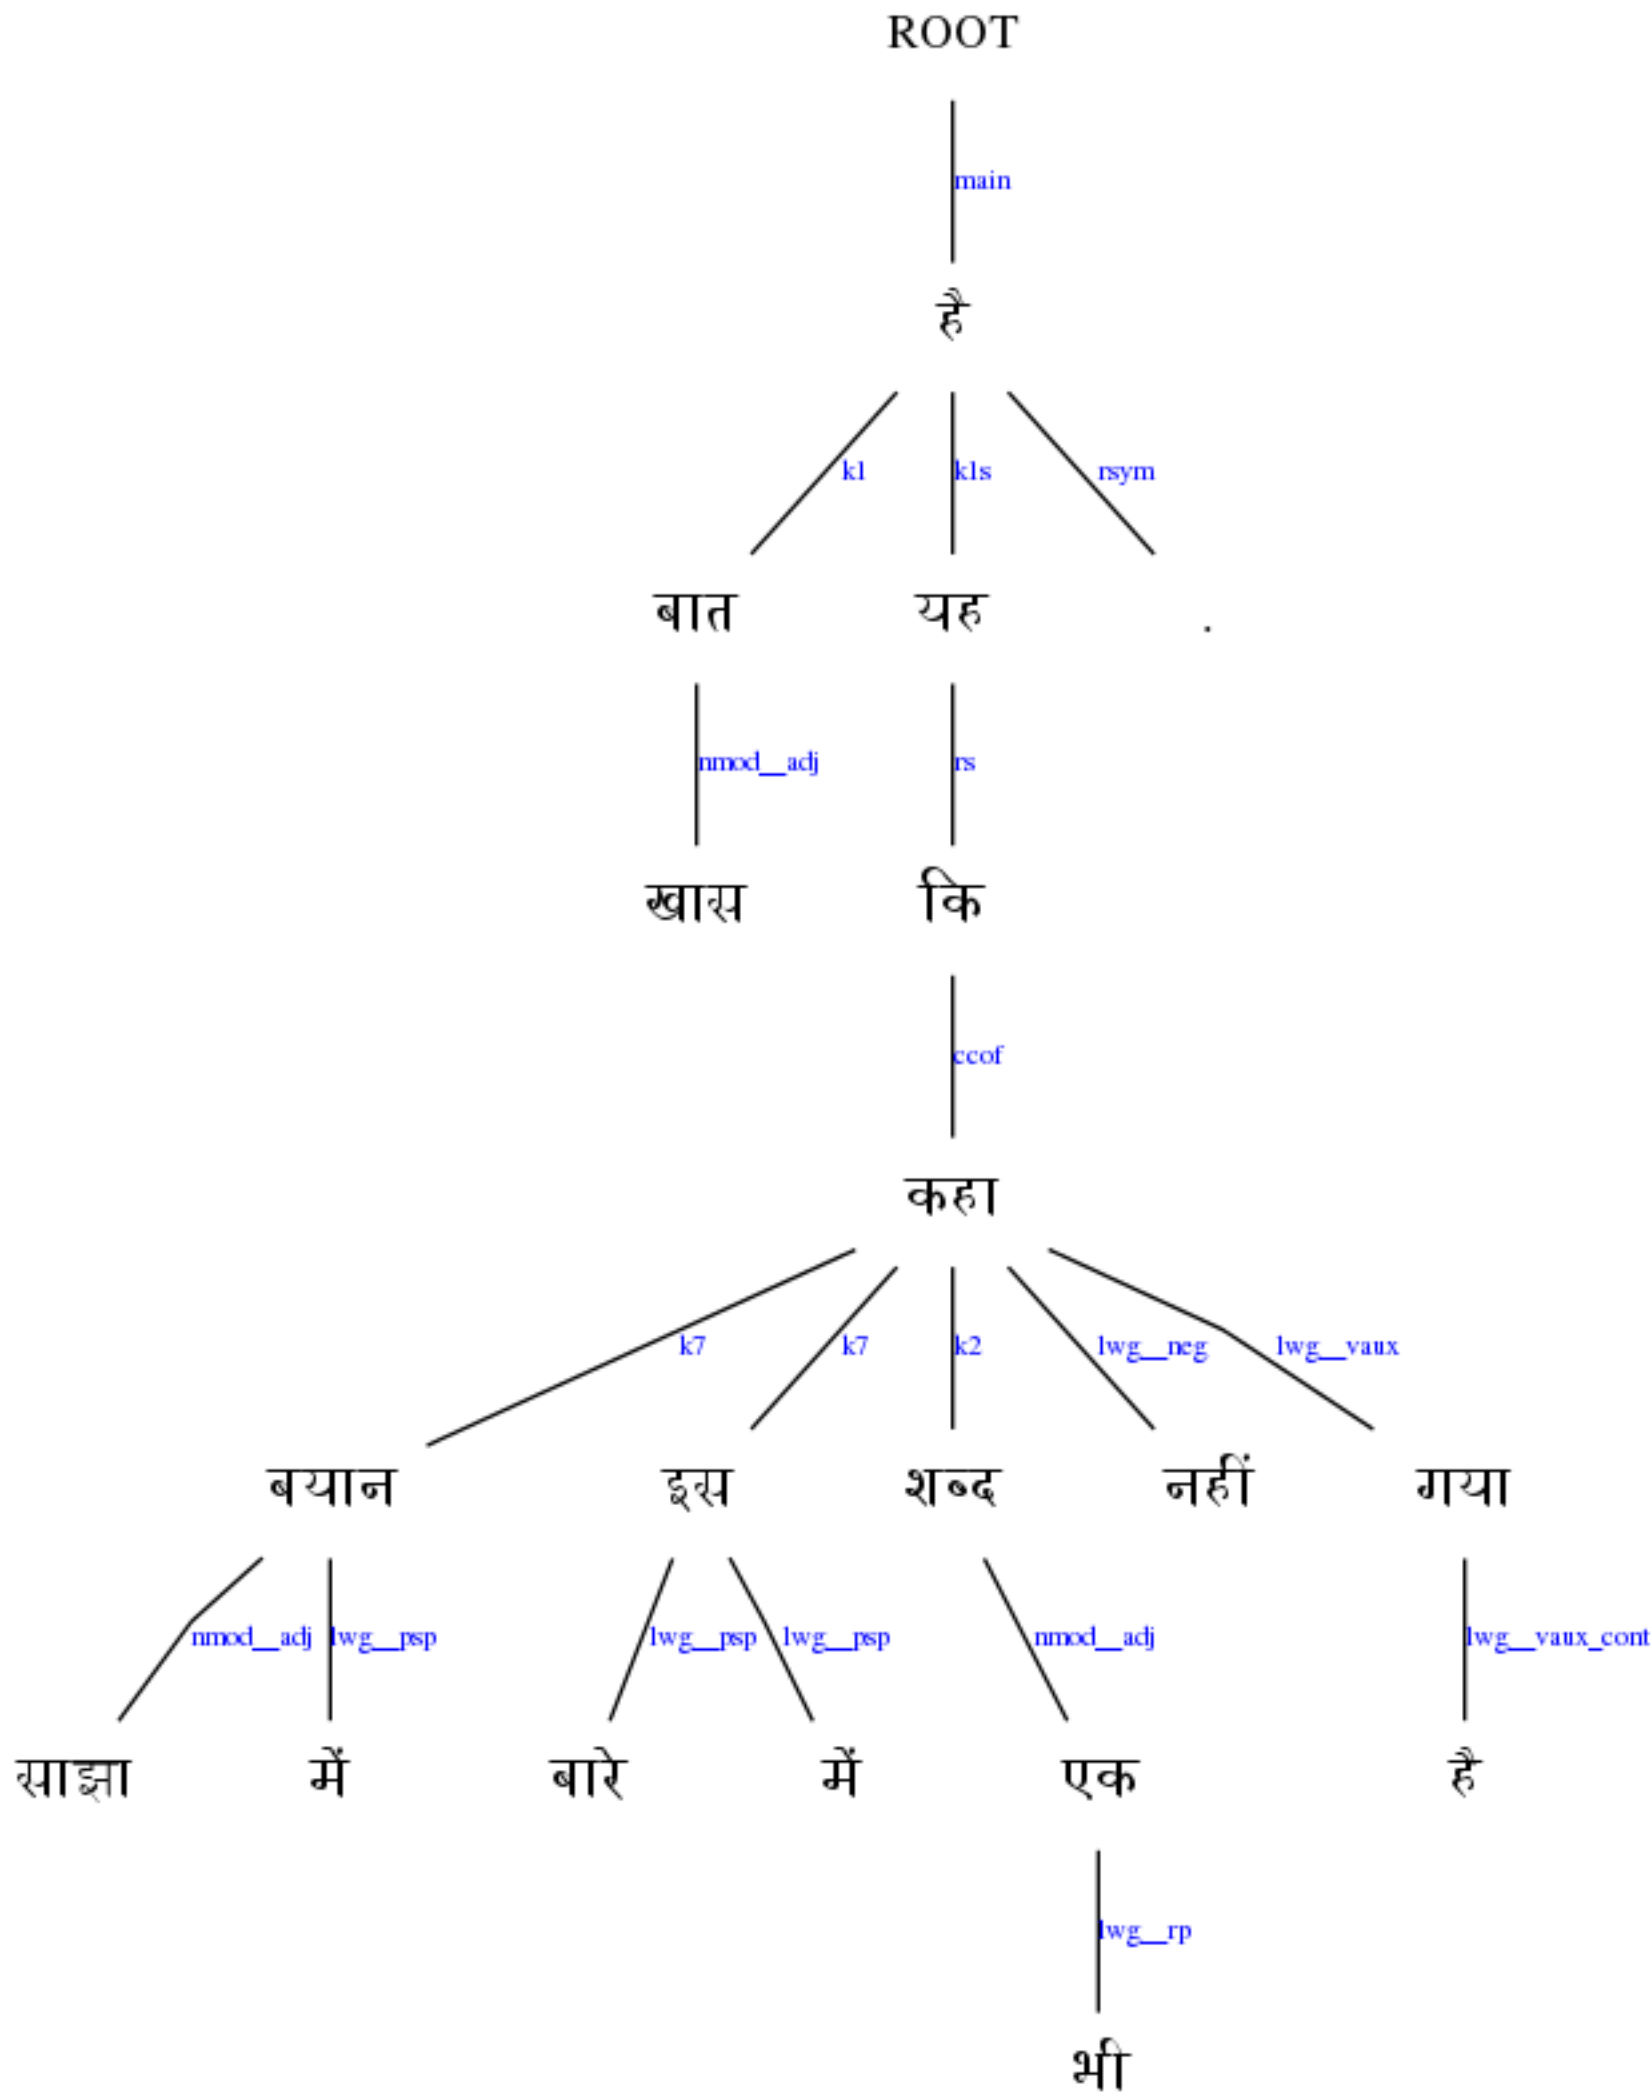 ROOT
main
है
k1 k1s rsym
बात यह .
nmod__adj rs
खास कि
ccof
कहा
k7 k7 k2 lwg__neg lwg__vaux
बयान इस शब्द नहीं गया
nmod__adj lwg__psp lwg__psp lwg__psp nmod__adj lwg__vaux_cont
साझा में बारे में एक है
lwg__rp
भी